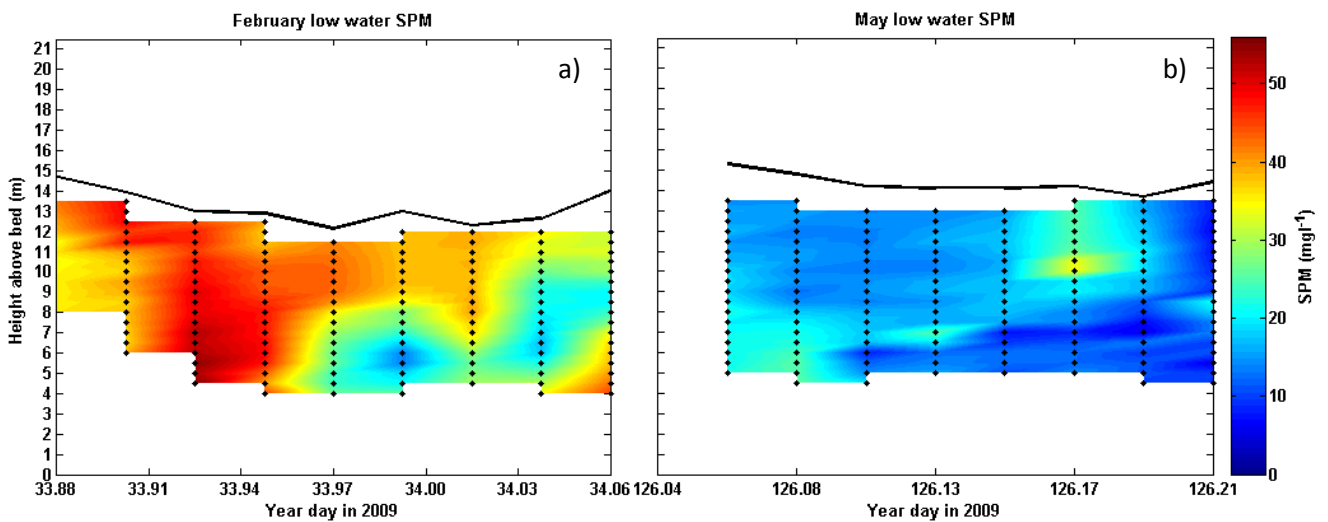 February low water SPM
May low water SPM
a)
b)
Height above bed (m)
21
20
19
18
17
16
15
14
13
12
11
10
9
8
7
6
5
4
3
2
1
0
33.88 33.91 33.94 33.97 34.00 34.03 34.06
Year day in 2009
126.04 126.08 126.13 126.17 126.21
Year day in 2009
50
40
30
20
10
0
SPM (mgl-1)